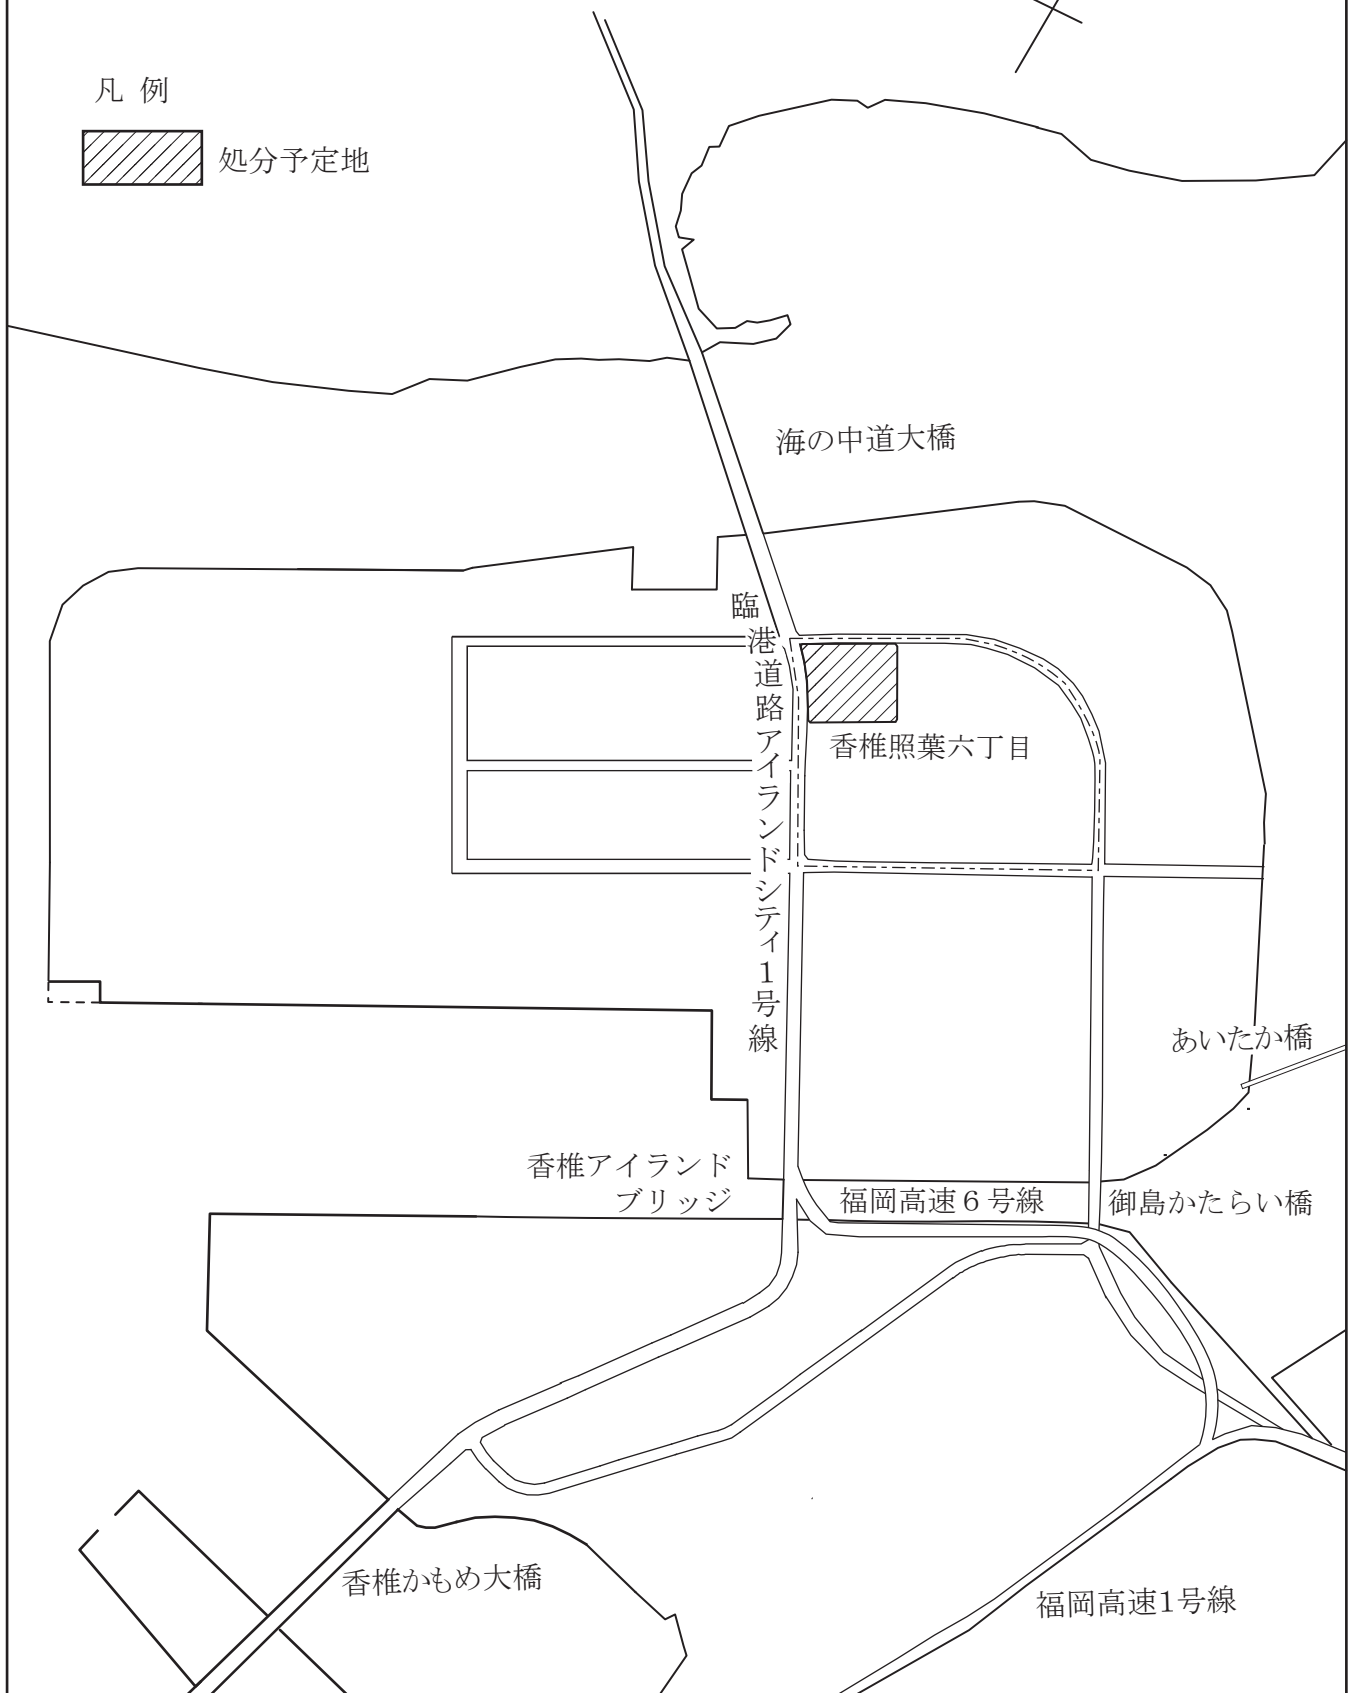 凡例
処分予定地
海の中道大橋
臨港道路アイランドシティ1号線
香椎照葉六丁目
あいたか橋
香椎アイランド
ブリッジ
福岡高速6号線
御島かたらい橋
香椎かもめ大橋
福岡高速1号線